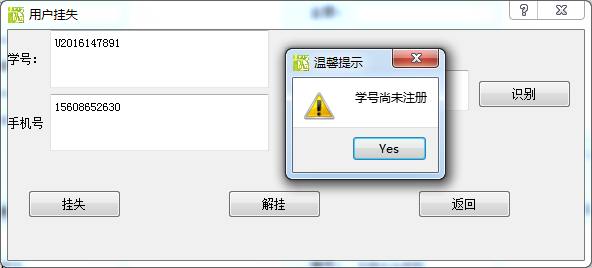 用户挂失
学号：
U2016147891
温馨提示
学号尚未注册
Yes
识别
手机号
15608652630
挂失
解挂
返回